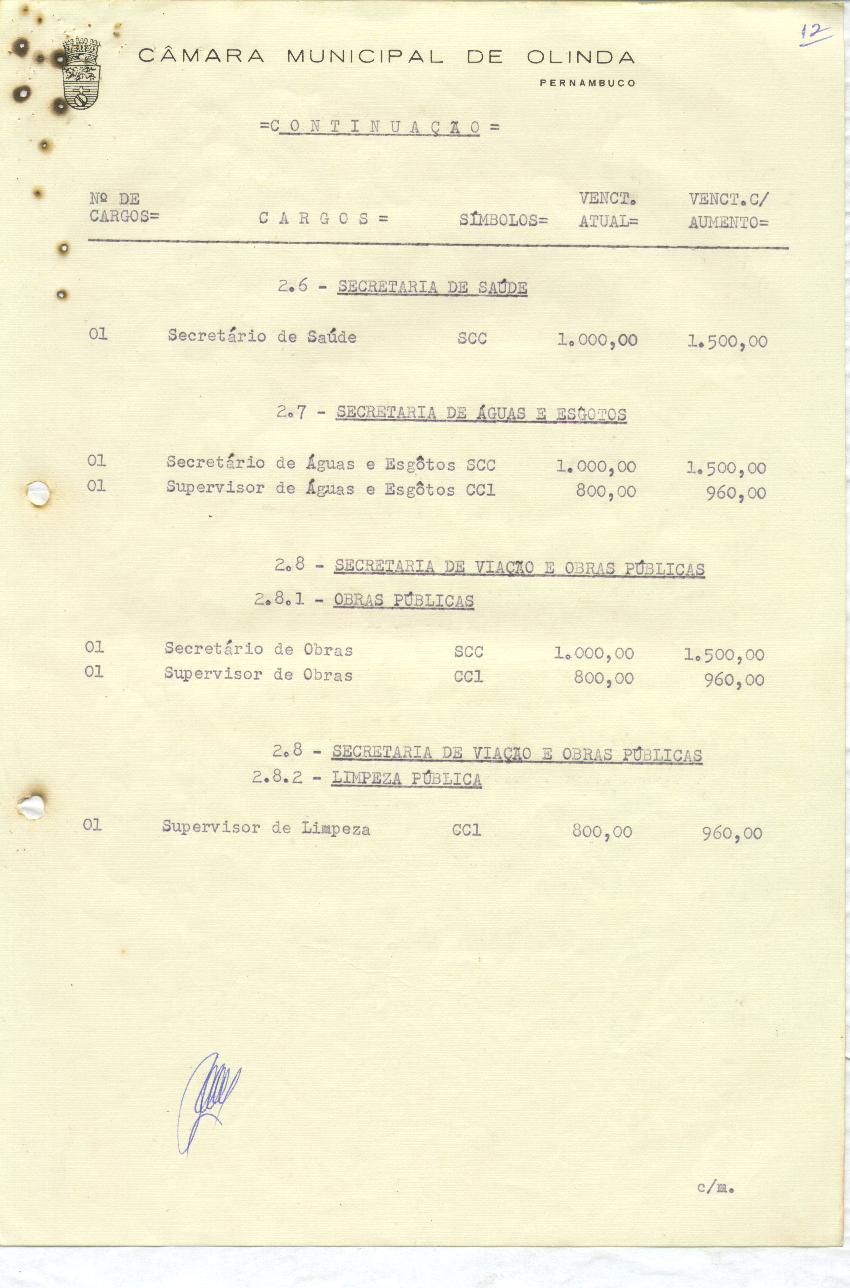 12
CÂMARA MUNICIPAL DE OLINDA
PERNAMBUCO
=C O N T I N U A Ç Ã O =
Nº DE CARGOS= C A R G O S = SÍMBOLOS= VENCT. ATUAL= VENCT.C/ AUMENTO=
2.6 - SECRETARIA DE SAÚDE
01 Secretário de Saúde SCC 1.000,00 1.500,00
2.7 - SECRETARIA DE ÁGUAS E ESGOTOS
01 Secretário de Águas e Esgôtos SCC 1.000,00 1.500,00
01 Supervisor de Águas e Esgôtos CC1 800,00 960,00
2.8 - SECRETARIA DE VIAÇÃO E OBRAS PÚBLICAS
2.8.1 - OBRAS PÚBLICAS
01 Secretário de Obras SCC 1.000,00 1.500,00
01 Supervisor de Obras CC1 800,00 960,00
2.8 - SECRETARIA DE VIAÇÃO E OBRAS PÚBLICAS
2.8.2 - LIMPEZA PÚBLICA
01 Supervisor de Limpeza CC1 800,00 960,00
c/m.